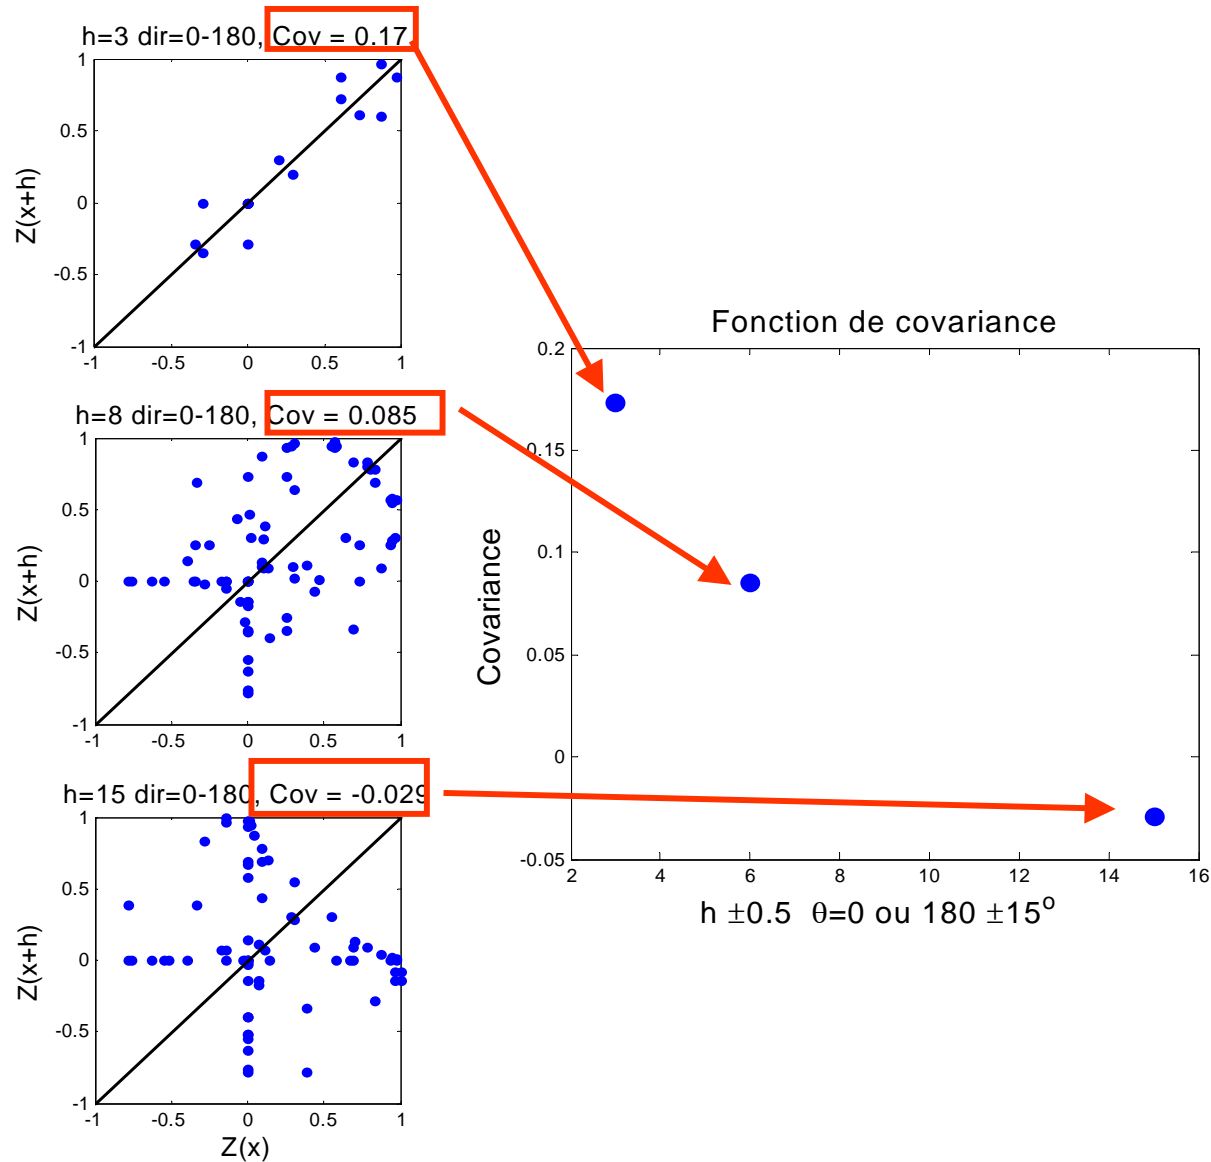 h=3 dir=0-180, Cov = 0.17
1
0.5
0
-0.5
-1
-1 -0.5 0 0.5 1
Z(x+h)
h=8 dir=0-180, Cov = 0.085
1
0.5
0
-0.5
-1
-1 -0.5 0 0.5 1
Z(x+h)
h=15 dir=0-180, Cov = -0.029
1
0.5
0
-0.5
-1
-1 -0.5 0 0.5 1
Z(x+h)
Z(x)
Fonction de covariance
0.2
0.15
0.1
0.05
0
-0.05
2 4 6 8 10 12 14 16
Covariance
h ±0.5 θ=0 ou 180 ±15°